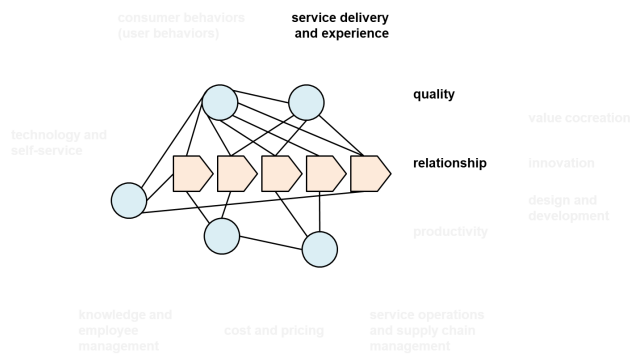 consumer behaviors
(user behaviors)
service delivery
and experience
quality
value cocreation
technology and
self-service
relationship
innovation
design and
development
productivity
knowledge and
employee
management
cost and pricing
service operations
and supply chain
management